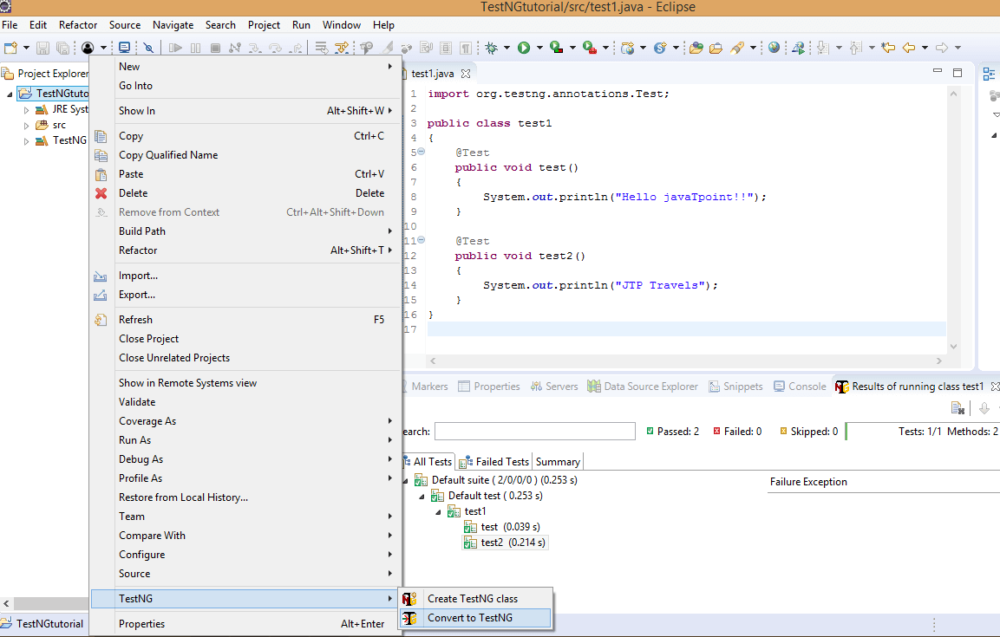 TestNGtutorial/src/test1.java - Eclipse
File Edit Refactor Source Navigate Search Project Run Window Help
Project Explorer
TestNGtuto
JRE Syst
src
TestNG
New
Go Into
Show In Alt+Shift+W
Copy Ctrl+C
Copy Qualified Name
Paste Ctrl+V
Delete Delete
Remove from Context Ctrl+Alt+Shift+Down
Build Path
Refactor Alt+Shift+T
Import...
Export...
Refresh F5
Close Project
Close Unrelated Projects
Show in Remote Systems view
Validate
Coverage As
Run As
Debug As
Profile As
Restore from Local History...
Team
Compare With
Configure
Source
TestNG
Properties Alt+Enter
Create TestNG class
Convert to TestNG
test1.java
1 import org.testng.annotations.Test;
2
3 public class test1
4 {
5 @Test
6 public void test()
7 {
8 System.out.println("Hello javaTpoint!!");
9 }
10
11 @Test
12 public void test2()
13 {
14 System.out.println("JTP Travels");
15 }
16 }
17
Markers Properties Servers Data Source Explorer Snippets Console Results of running class test1
earch: Passed: 2 Failed: 0 Skipped: 0 Tests: 1/1 Methods: 2
All Tests Failed Tests Summary
Default suite ( 2/0/0/0 ) (0.253 s)
Default test ( 0.253 s)
test1
test (0.039 s)
test2 (0.214 s)
Failure Exception
TestNGtutorial